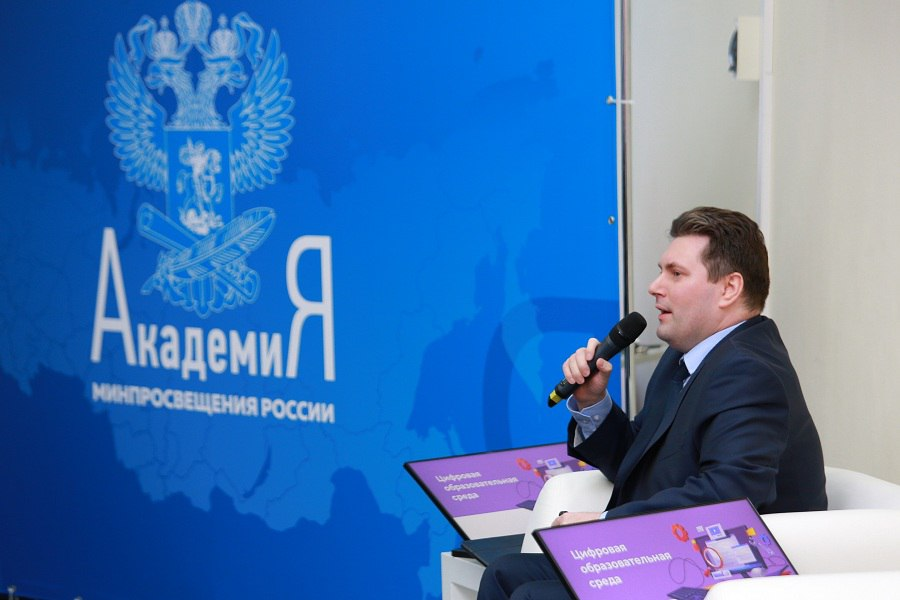 АкадемиЯ
МИНПРОСВЕЩЕНИЯ РОССИИ
Цифровая
образовательная
среда
Цифровая
образовательная
среда